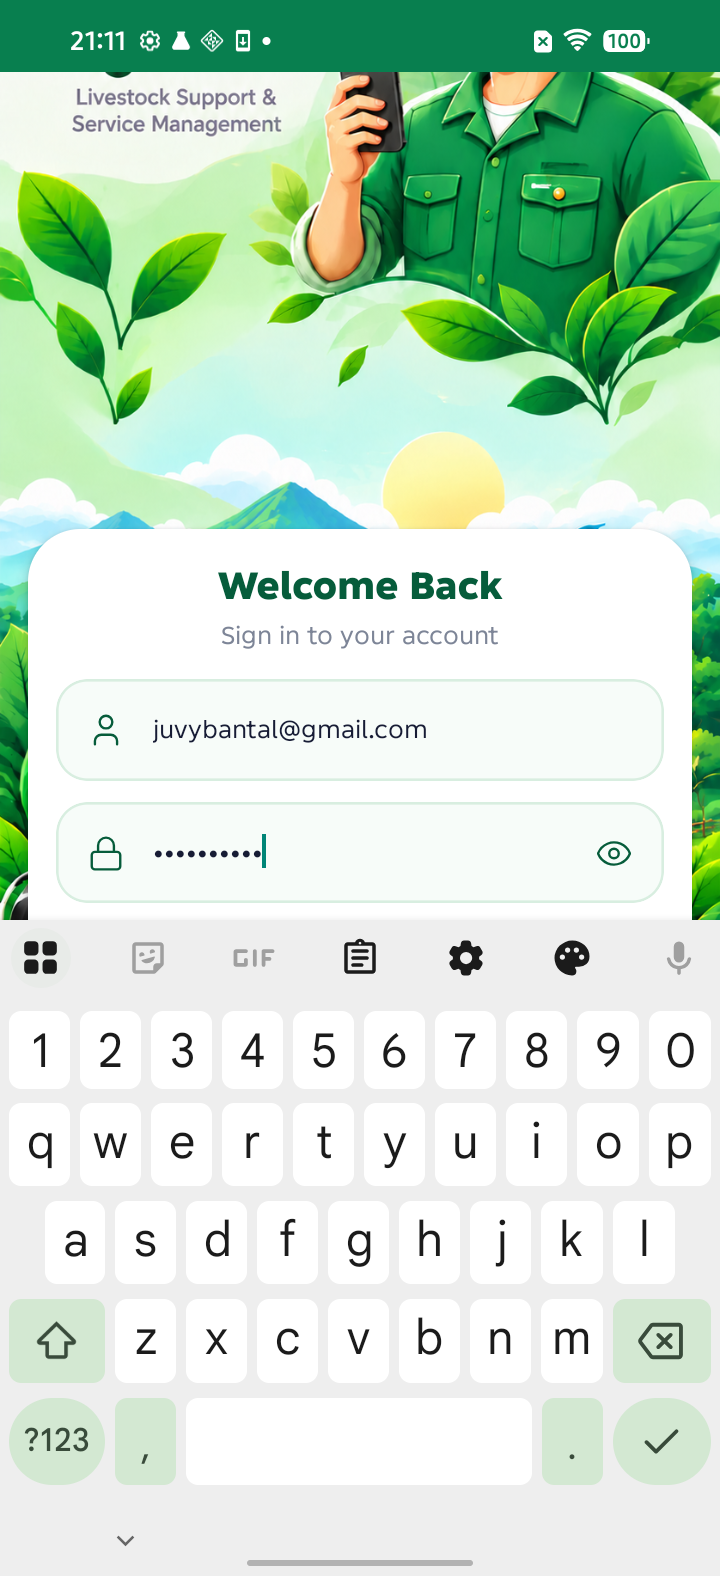 21:11
100
Livestock Support &
Service Management
Welcome Back
Sign in to your account
juvybantal@gmail.com
••••••••••
GIF
1 2 3 4 5 6 7 8 9 0
q w e r t y u i o p
a s d f g h j k l
z x c v b n m
?123 , .